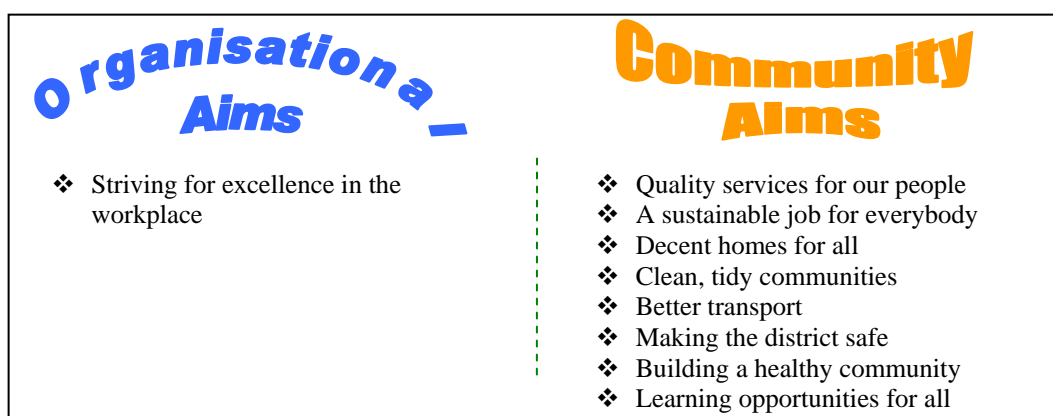 Organisational
Aims
❖ Striving for excellence in the
workplace
Community
Aims
❖ Quality services for our people
❖ A sustainable job for everybody
❖ Decent homes for all
❖ Clean, tidy communities
❖ Better transport
❖ Making the district safe
❖ Building a healthy community
❖ Learning opportunities for all